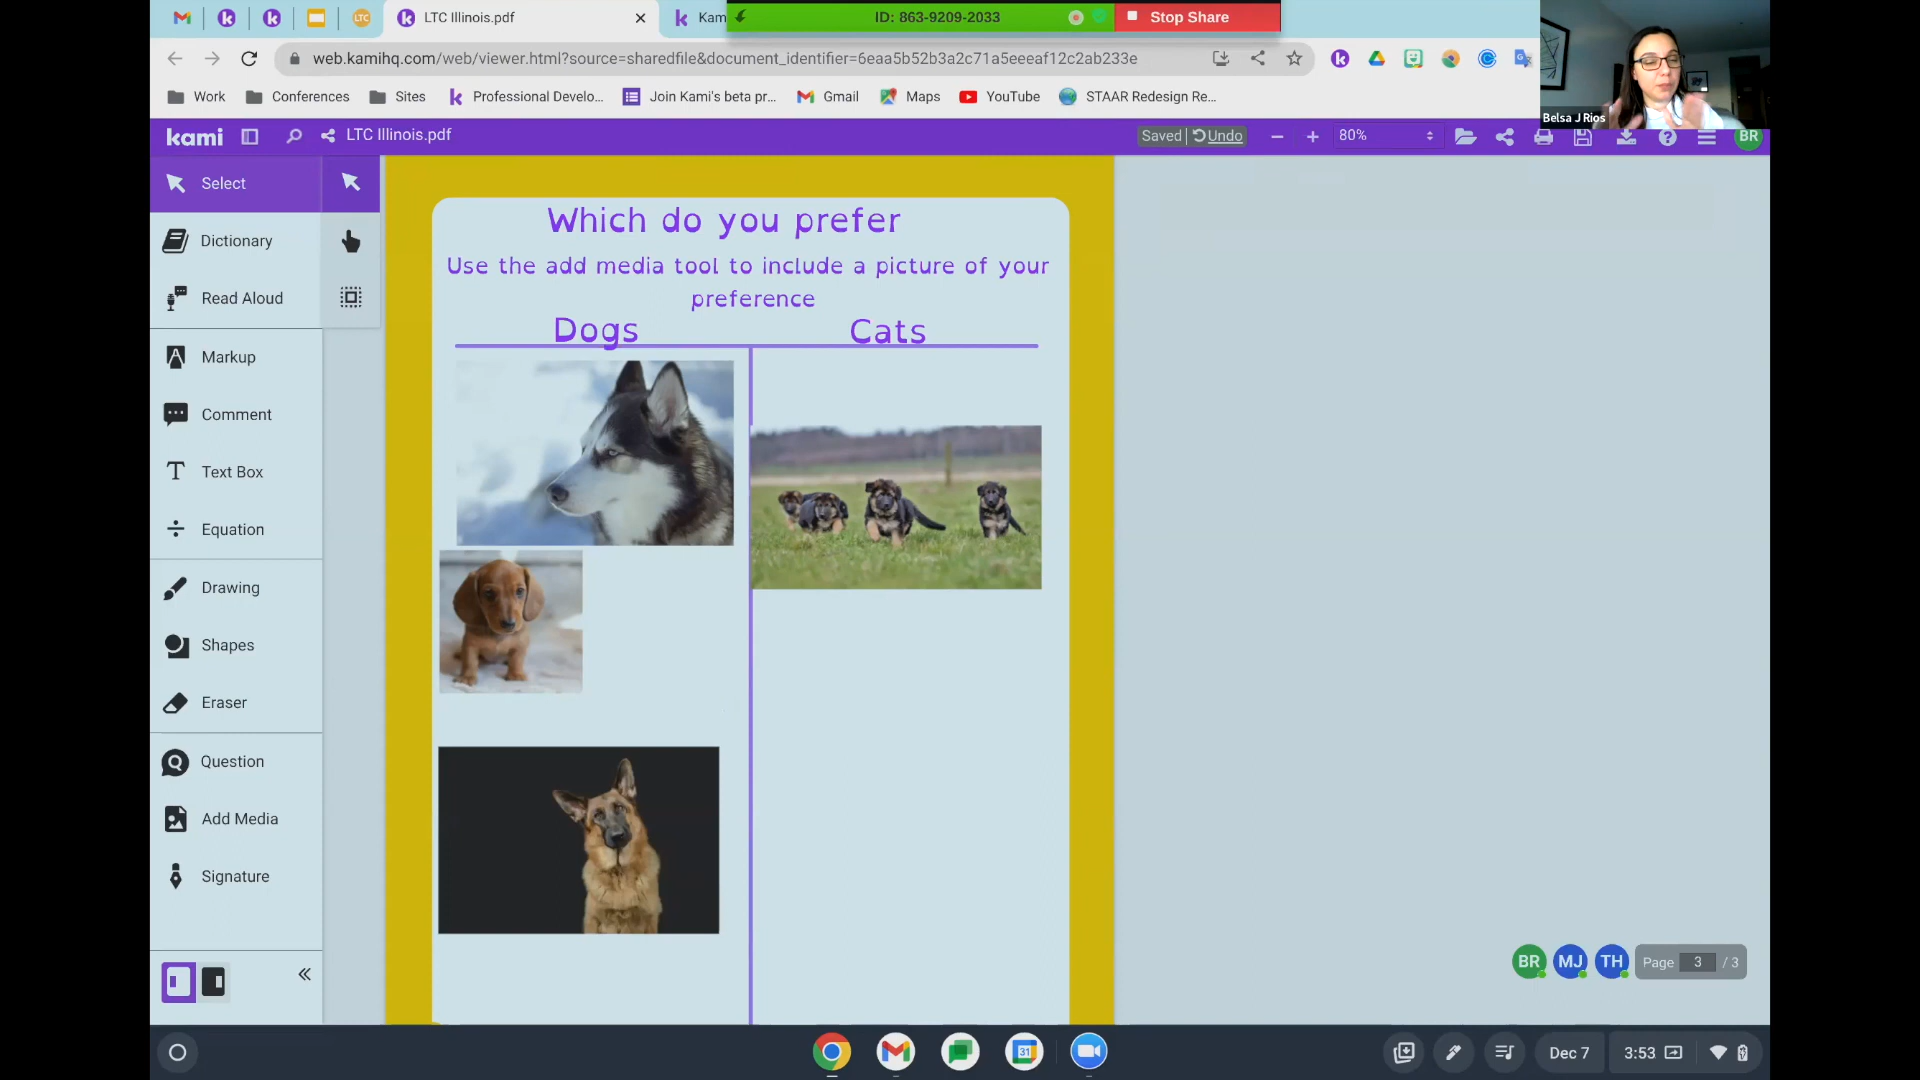 LTC
LTC Illinois.pdf
Kam
ID: 863-9209-2033
Stop Share
web.kamihq.com/web/viewer.html?source=sharedfile&document_identifier=6eaa5b52b3a2c71a5eeeaf12c2ab233e
Work
Conferences
Sites
Professional Develo...
Join Kami's beta pr...
Gmail
Maps
YouTube
STAAR Redesign Re...
Belsa J Rios
kami
LTC Illinois.pdf
Saved | Undo
80%
BR
Select
Dictionary
Read Aloud
Markup
Comment
Text Box
Equation
Drawing
Shapes
Eraser
Question
Add Media
Signature
Which do you prefer
Use the add media tool to include a picture of your
preference
Dogs
Cats
BR
MJ
TH
Page 3 / 3
31
Dec 7
3:53